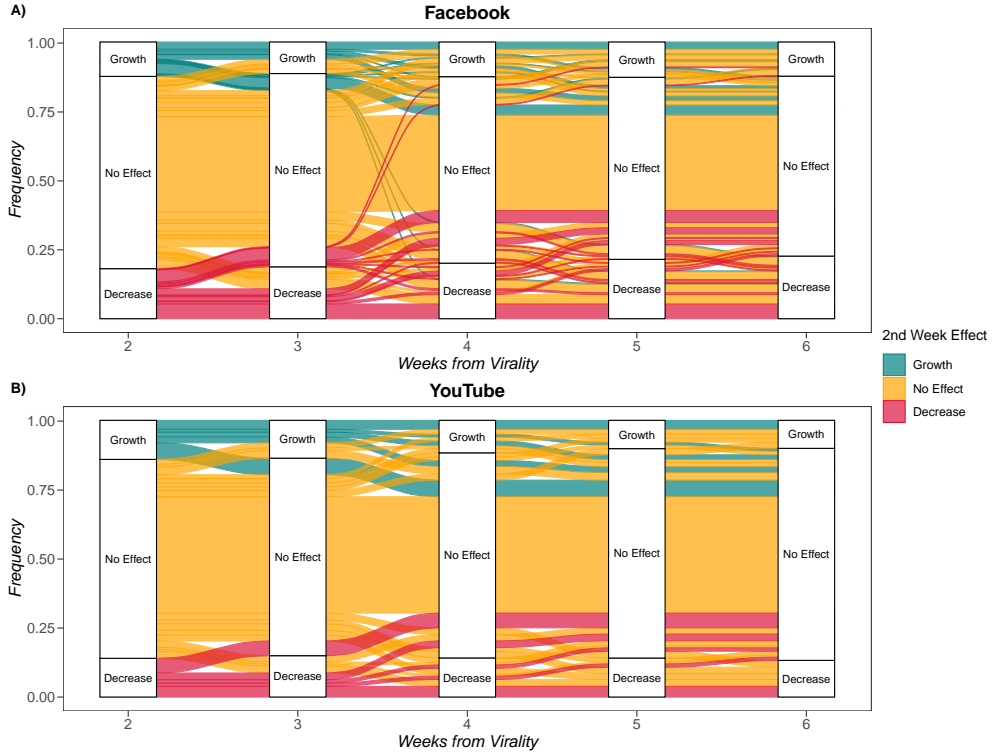 A)
Facebook
1.00
0.75
0.50
0.25
0.00
Frequency
Growth
No Effect
Decrease
Growth
No Effect
Decrease
Growth
No Effect
Decrease
Growth
No Effect
Decrease
Growth
No Effect
Decrease
2 3 4 5 6
Weeks from Virality
2nd Week Effect
Growth
No Effect
Decrease
B)
YouTube
1.00
0.75
0.50
0.25
0.00
Frequency
Growth
No Effect
Decrease
Growth
No Effect
Decrease
Growth
No Effect
Decrease
Growth
No Effect
Decrease
Growth
No Effect
Decrease
2 3 4 5 6
Weeks from Virality